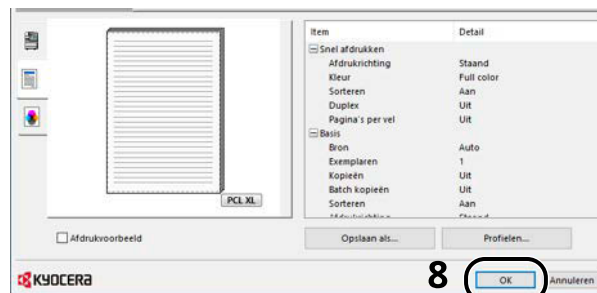 Item Detail
Snel afdrukken
Afdrukrichting Staand
Kleur Full color
Sorteren Aan
Duplex Uit
Pagina's per vel Uit
Basis
Bron Auto
Exemplaren 1
Kopieën Uit
Batch kopieën Uit
Sorteren Aan
PCL XL
Afdrukvoorbeeld
Opslaan als...
Profielen...
KYOCERA
8
OK
Annuleren